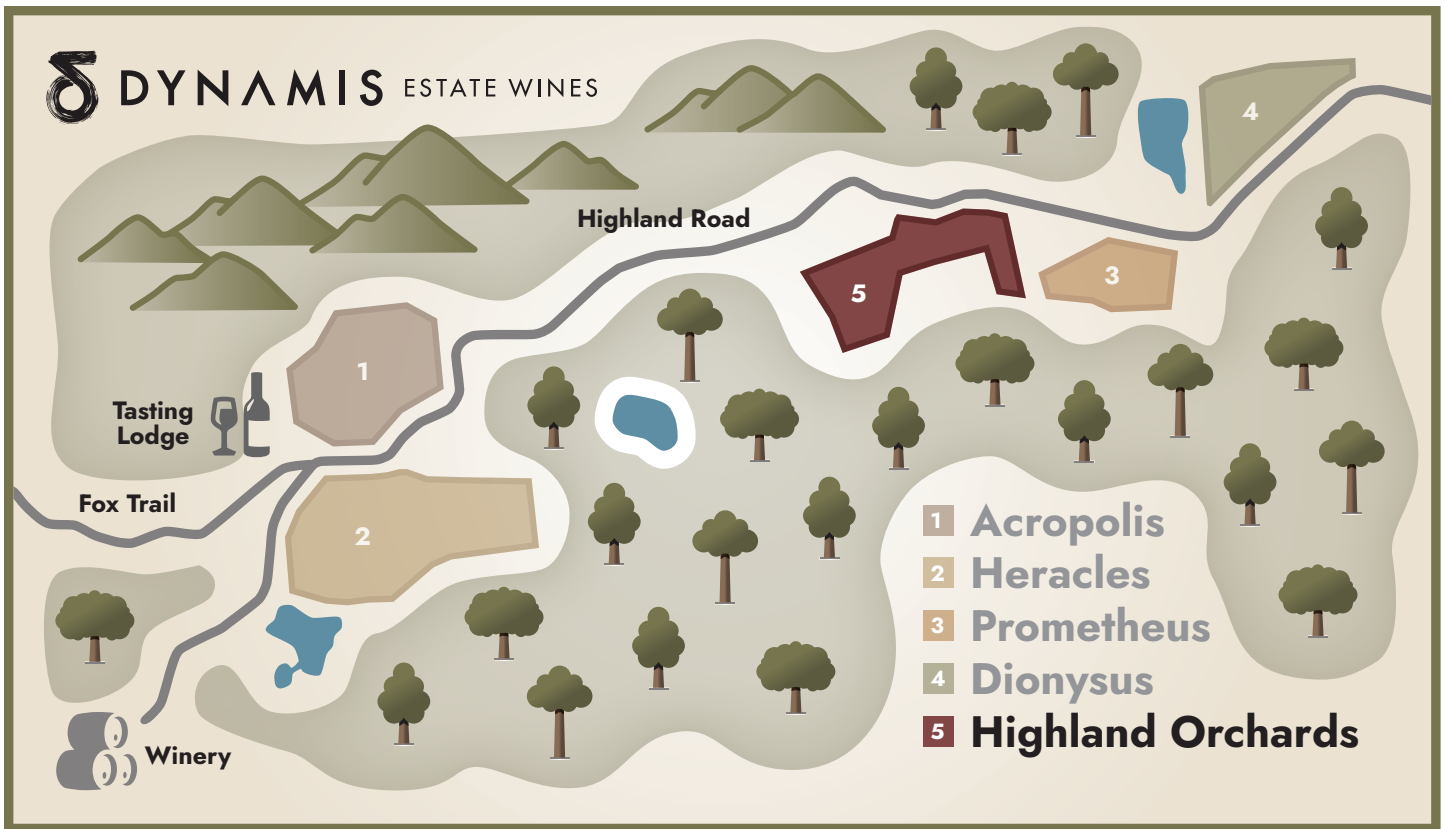 DYNAMIS ESTATE WINES
4
Highland Road
5
3
1
Tasting
Lodge
Fox Trail
2
1 Acropolis
2 Heracles
3 Prometheus
4 Dionysus
5 Highland Orchards
Winery